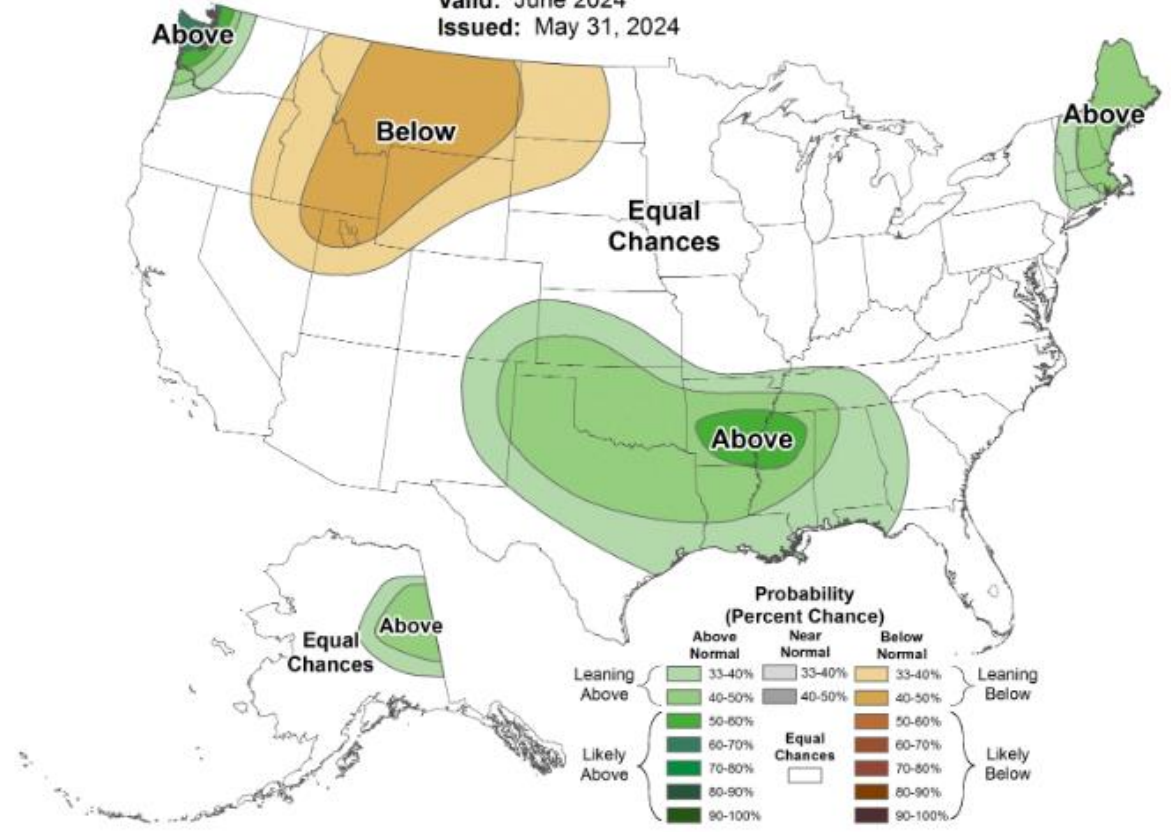 Valid: June 2024
Issued: May 31, 2024
Above
Below
Above
Equal
Chances
Above
Above
Equal
Chances
Probability
(Percent Chance)
Above
Normal
Near
Normal
Below
Normal
Leaning
Above
33-40%
33-40%
33-40%
Leaning
Below
40-50%
40-50%
40-50%
Likely
Above
50-60%
60-70%
70-80%
80-90%
90-100%
Equal
Chances
50-60%
60-70%
70-80%
80-90%
90-100%
Likely
Below